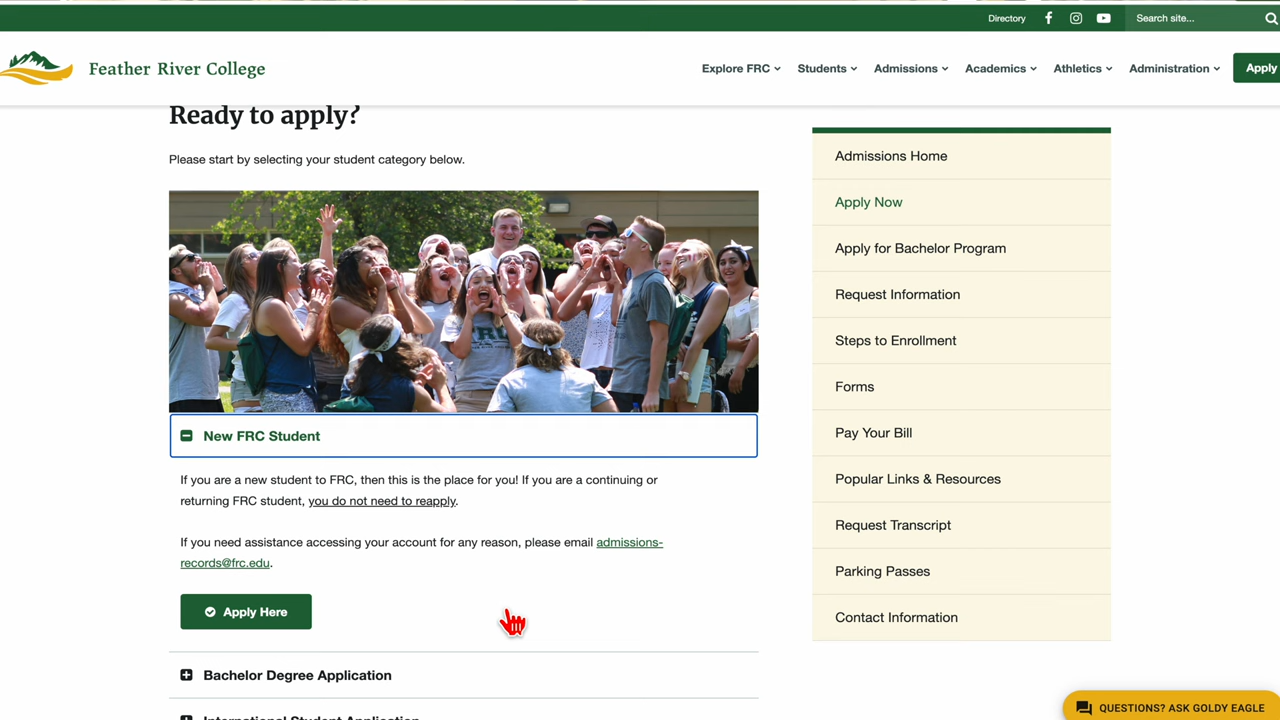 Directory
Search site...
Feather River College
Explore FRC
Students
Admissions
Academics
Athletics
Administration
Apply
Ready to apply?
Please start by selecting your student category below.
New FRC Student
If you are a new student to FRC, then this is the place for you! If you are a continuing or
returning FRC student, you do not need to reapply.
If you need assistance accessing your account for any reason, please email admissions-
records@frc.edu.
Apply Here
Bachelor Degree Application
International Student Application
Admissions Home
Apply Now
Apply for Bachelor Program
Request Information
Steps to Enrollment
Forms
Pay Your Bill
Popular Links & Resources
Request Transcript
Parking Passes
Contact Information
QUESTIONS? ASK GOLDY EAGLE